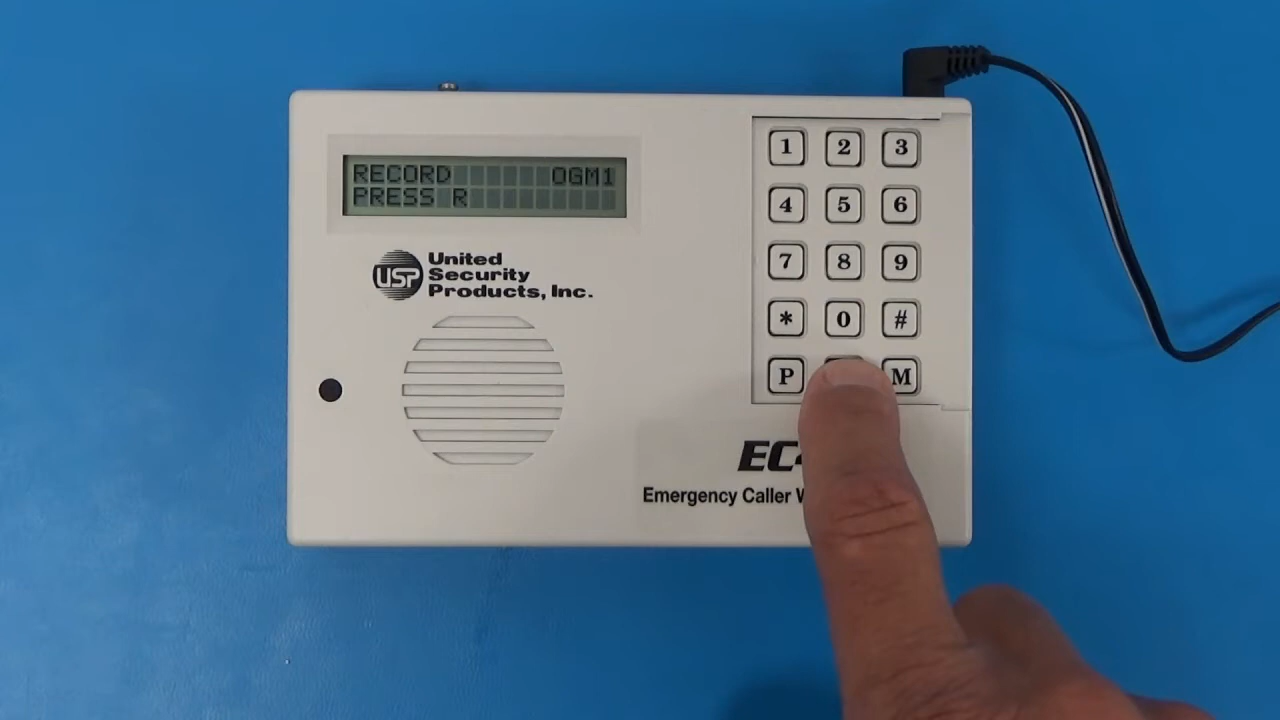 RECORD OGM1
PRESS R
USP
United
Security
Products, Inc.
1 2 3
4 5 6
7 8 9
* 0 #
P M
EC
Emergency Caller